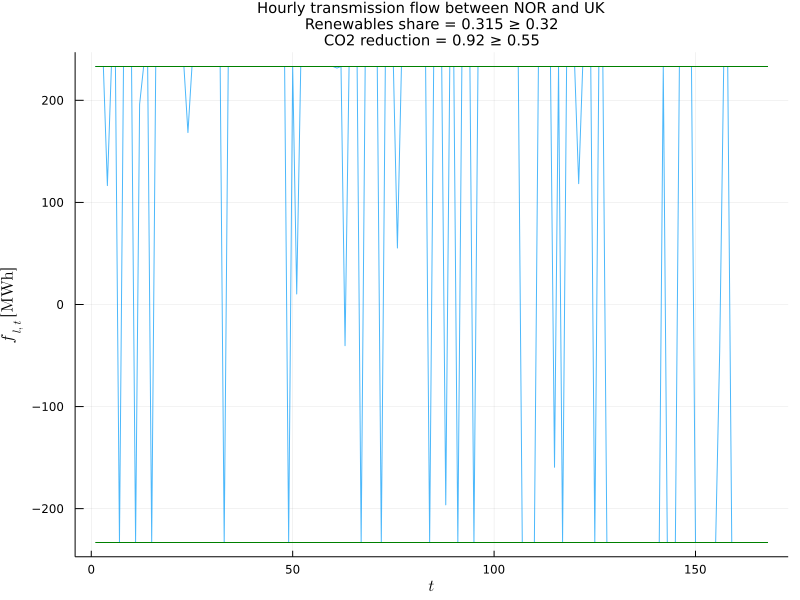 Hourly transmission flow between NOR and UK
Renewables share = 0.315 ≥ 0.32
CO2 reduction = 0.92 ≥ 0.55
200
100
0
−100
−200
f l,t [MWh]
0 50 100 150
t